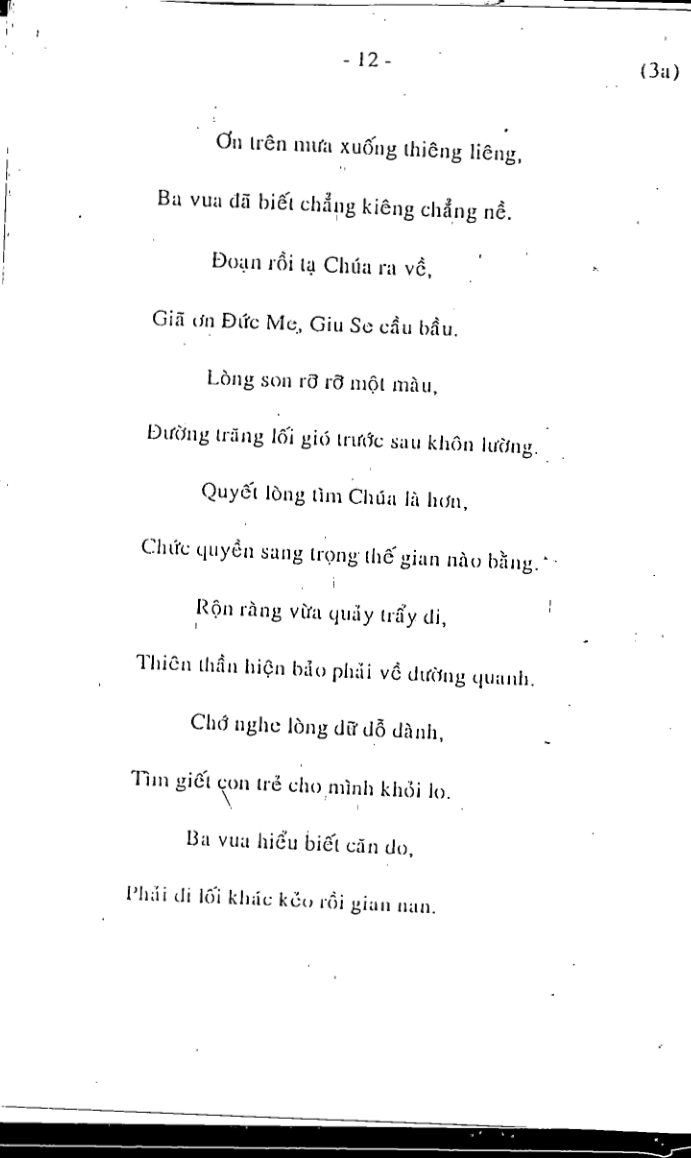 - 12 -
(3a)
Ơn trên mưa xuống thiêng liêng,
Ba vua đã biết chẳng kiêng chẳng nề.
Đoạn rồi tạ Chúa ra về,
Giã ơn Đức Mẹ, Giu Se cầu bầu.
Lòng son rỡ rỡ một màu,
Đường trăng lối gió trước sau khôn lường.
Quyết lòng tìm Chúa là hơn,
Chức quyền sang trọng thế gian nào bằng.
Rộn ràng vừa quảy trẩy đi,
Thiên thần hiện bảo phải về đường quanh.
Chớ nghe lòng dữ dỗ dành,
Tìm giết con trẻ cho mình khỏi lo.
Ba vua hiểu biết căn do,
Phải đi lối khác kẻo rồi gian nan.